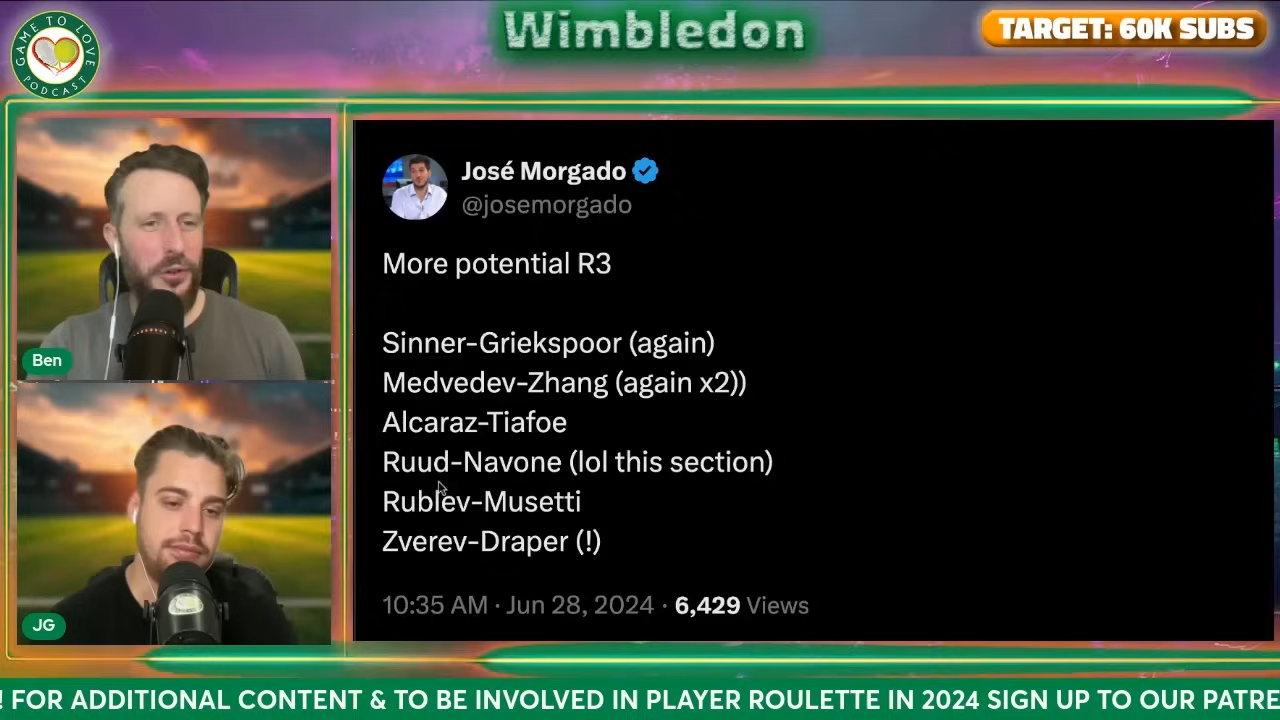 GAME TO LOVE
PODCAST
Wimbledon
TARGET: 60K SUBS
Ben
JG
José Morgado
@josemorgado
More potential R3
Sinner-Griekspoor (again)
Medvedev-Zhang (again x2))
Alcaraz-Tiafoe
Ruud-Navone (lol this section)
Rublev-Musetti
Zverev-Draper (!)
10:35 AM · Jun 28, 2024 · 6,429 Views
! FOR ADDITIONAL CONTENT & TO BE INVOLVED IN PLAYER ROULETTE IN 2024 SIGN UP TO OUR PATRE